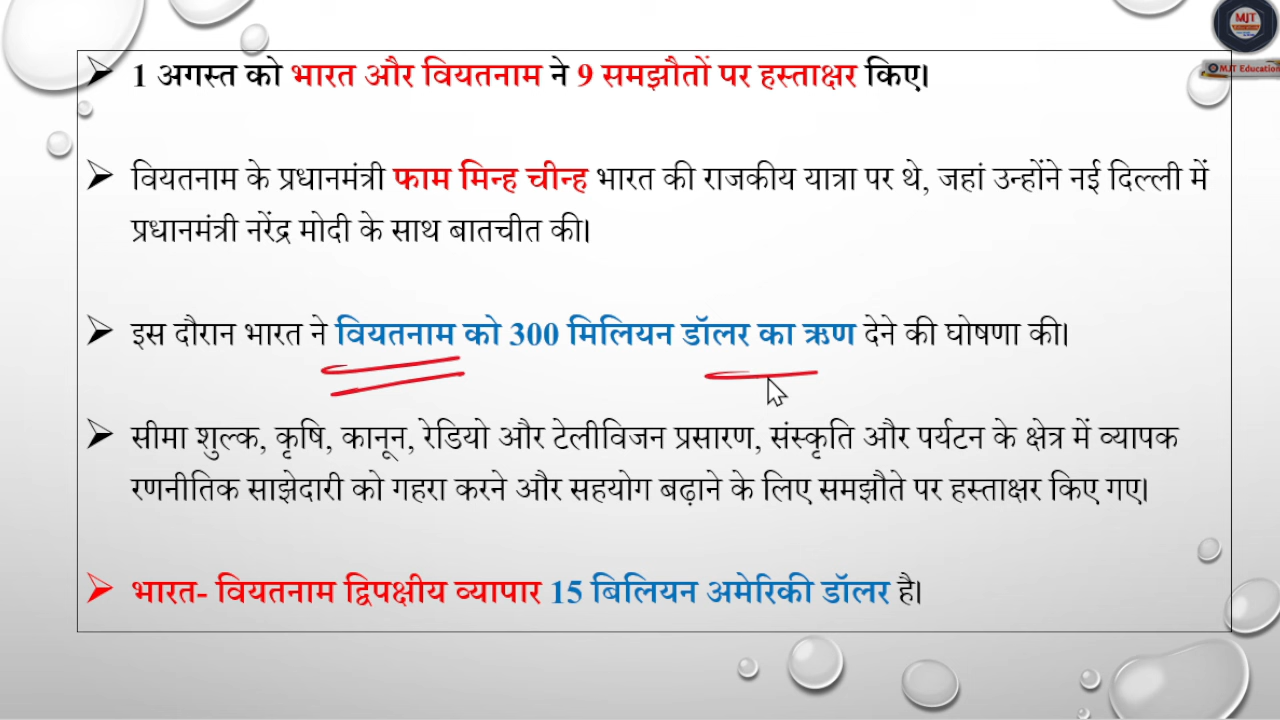 MJT
MJT Education
➢ 1 अगस्त को भारत और वियतनाम ने 9 समझौतों पर हस्ताक्षर किए।
➢ वियतनाम के प्रधानमंत्री फाम मिन्ह चीन्ह भारत की राजकीय यात्रा पर थे, जहां उन्होंने नई दिल्ली में
प्रधानमंत्री नरेंद्र मोदी के साथ बातचीत की।
➢ इस दौरान भारत ने वियतनाम को 300 मिलियन डॉलर का ऋण देने की घोषणा की।
➢ सीमा शुल्क, कृषि, कानून, रेडियो और टेलीविजन प्रसारण, संस्कृति और पर्यटन के क्षेत्र में व्यापक
रणनीतिक साझेदारी को गहरा करने और सहयोग बढ़ाने के लिए समझौते पर हस्ताक्षर किए गए।
➢ भारत- वियतनाम द्विपक्षीय व्यापार 15 बिलियन अमेरिकी डॉलर है।